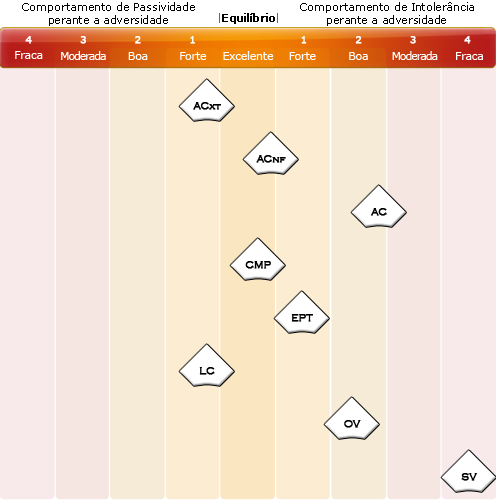 Comportamento de Passividade
perante a adversidade
|Equilíbrio|
Comportamento de Intolerância
perante a adversidade
4 3 2 1 1 2 3 4
Fraca Moderada Boa Forte Excelente Forte Boa Moderada Fraca
ACXT
ACNF
AC
CMP
EPT
LC
OV
SV